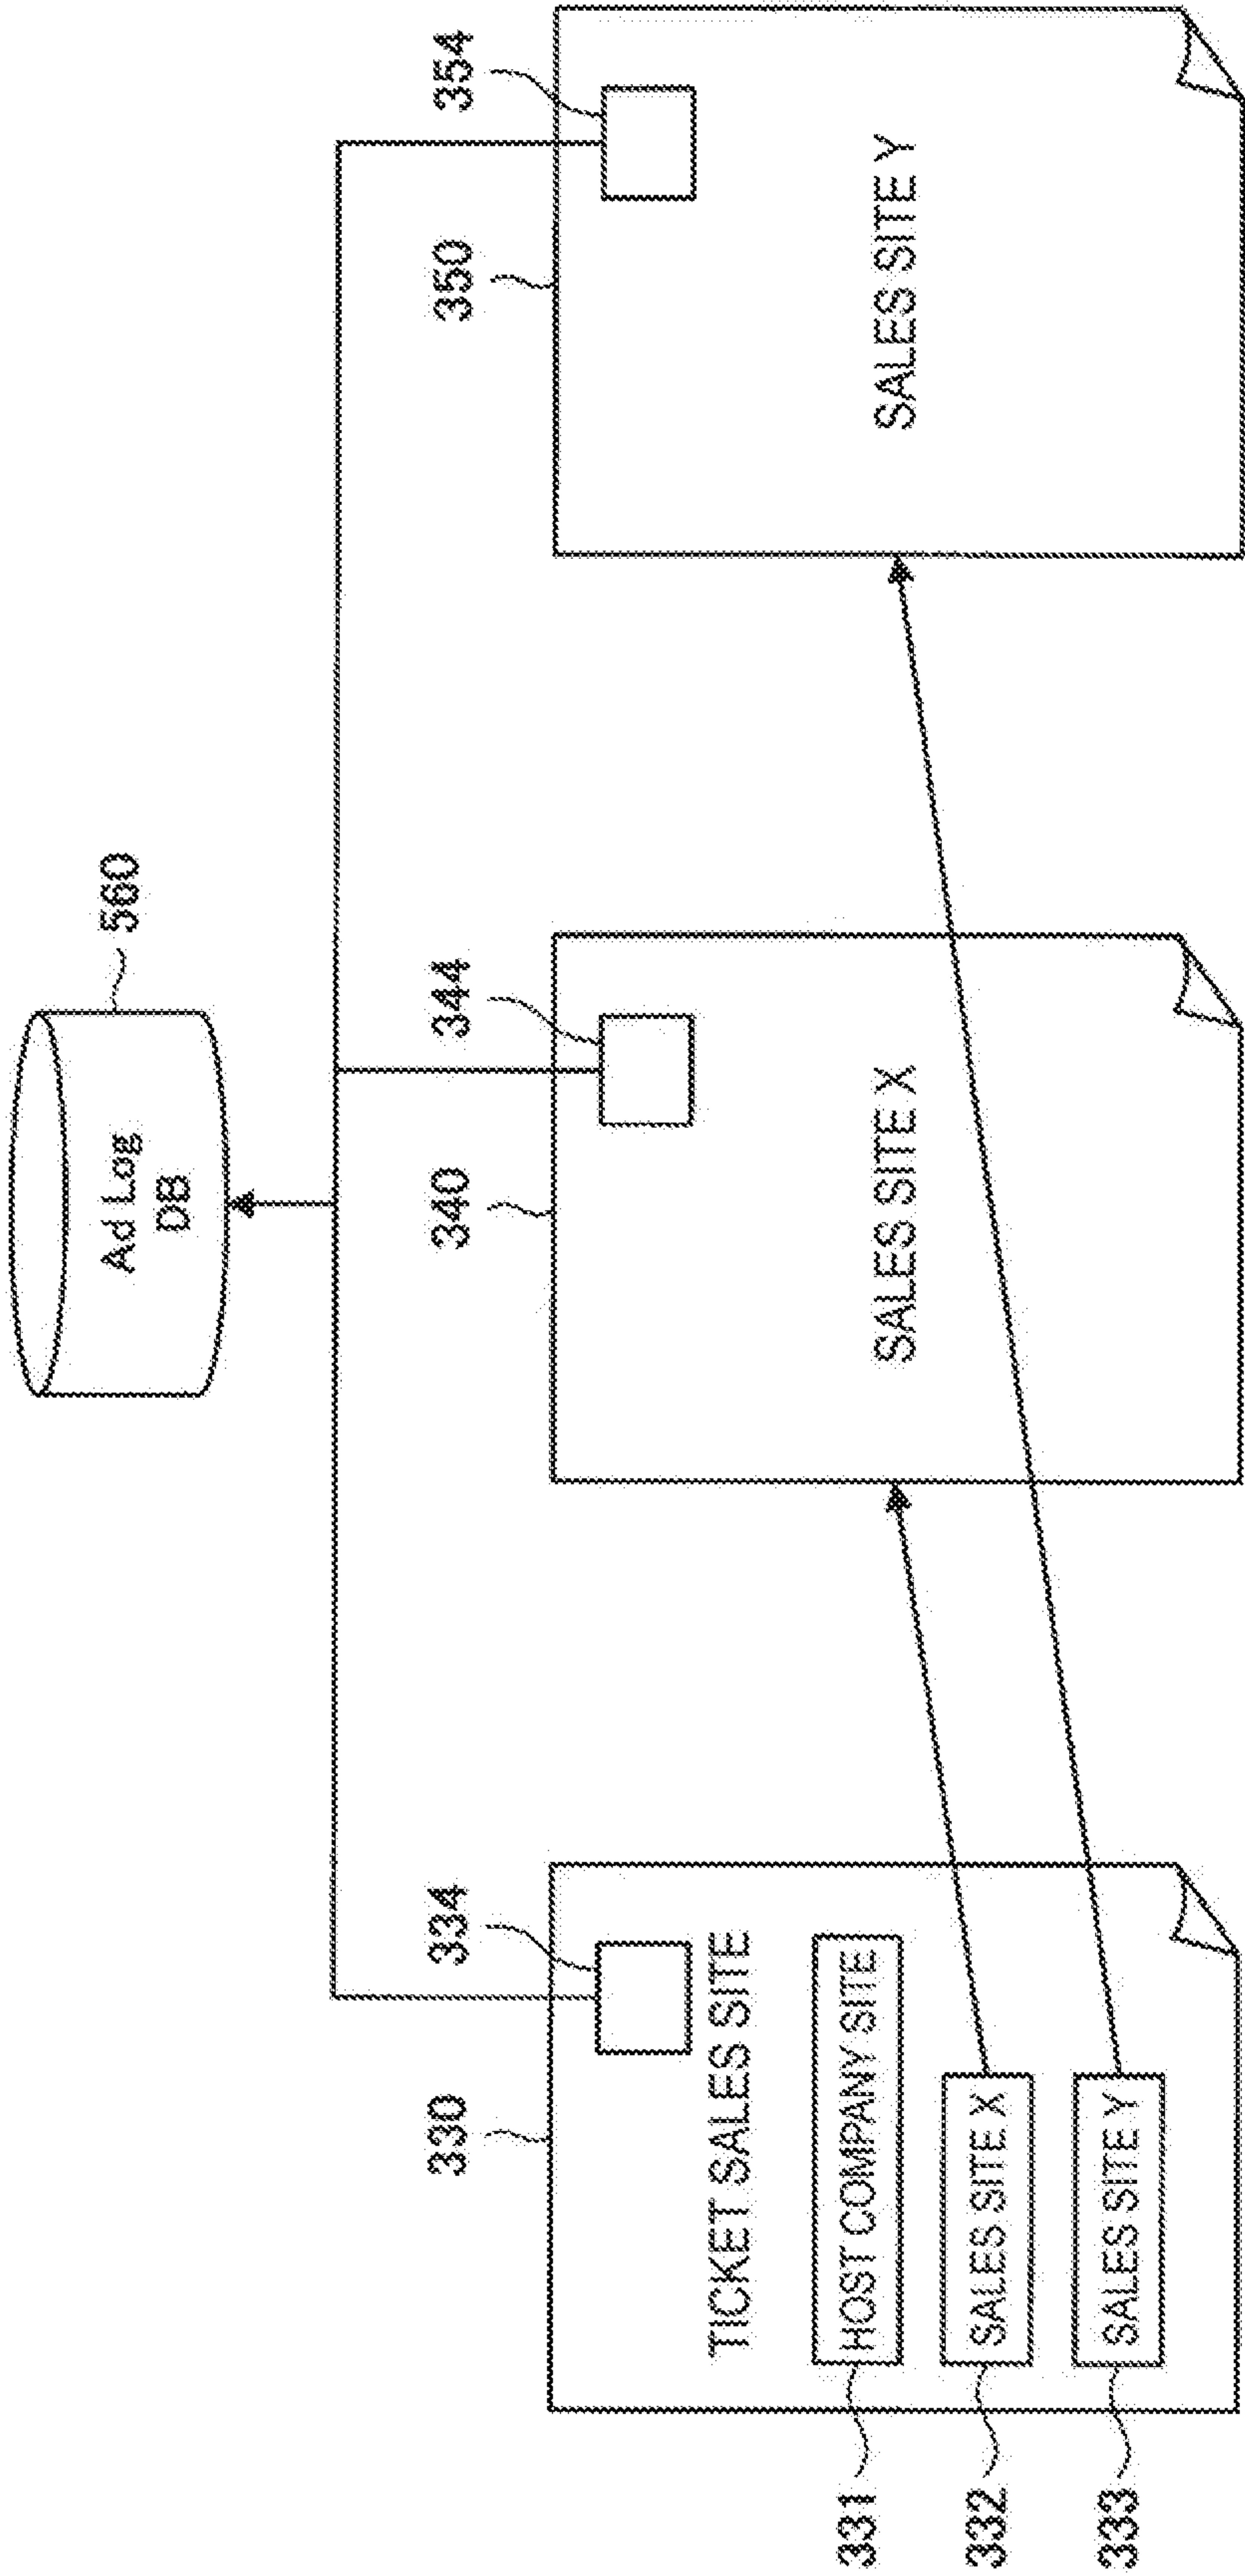 560
Ad Log
DB
330
334
340
344
350
354
TICKET SALES SITE
331
HOST COMPANY SITE
332
SALES SITE X
333
SALES SITE Y
SALES SITE X
SALES SITE Y